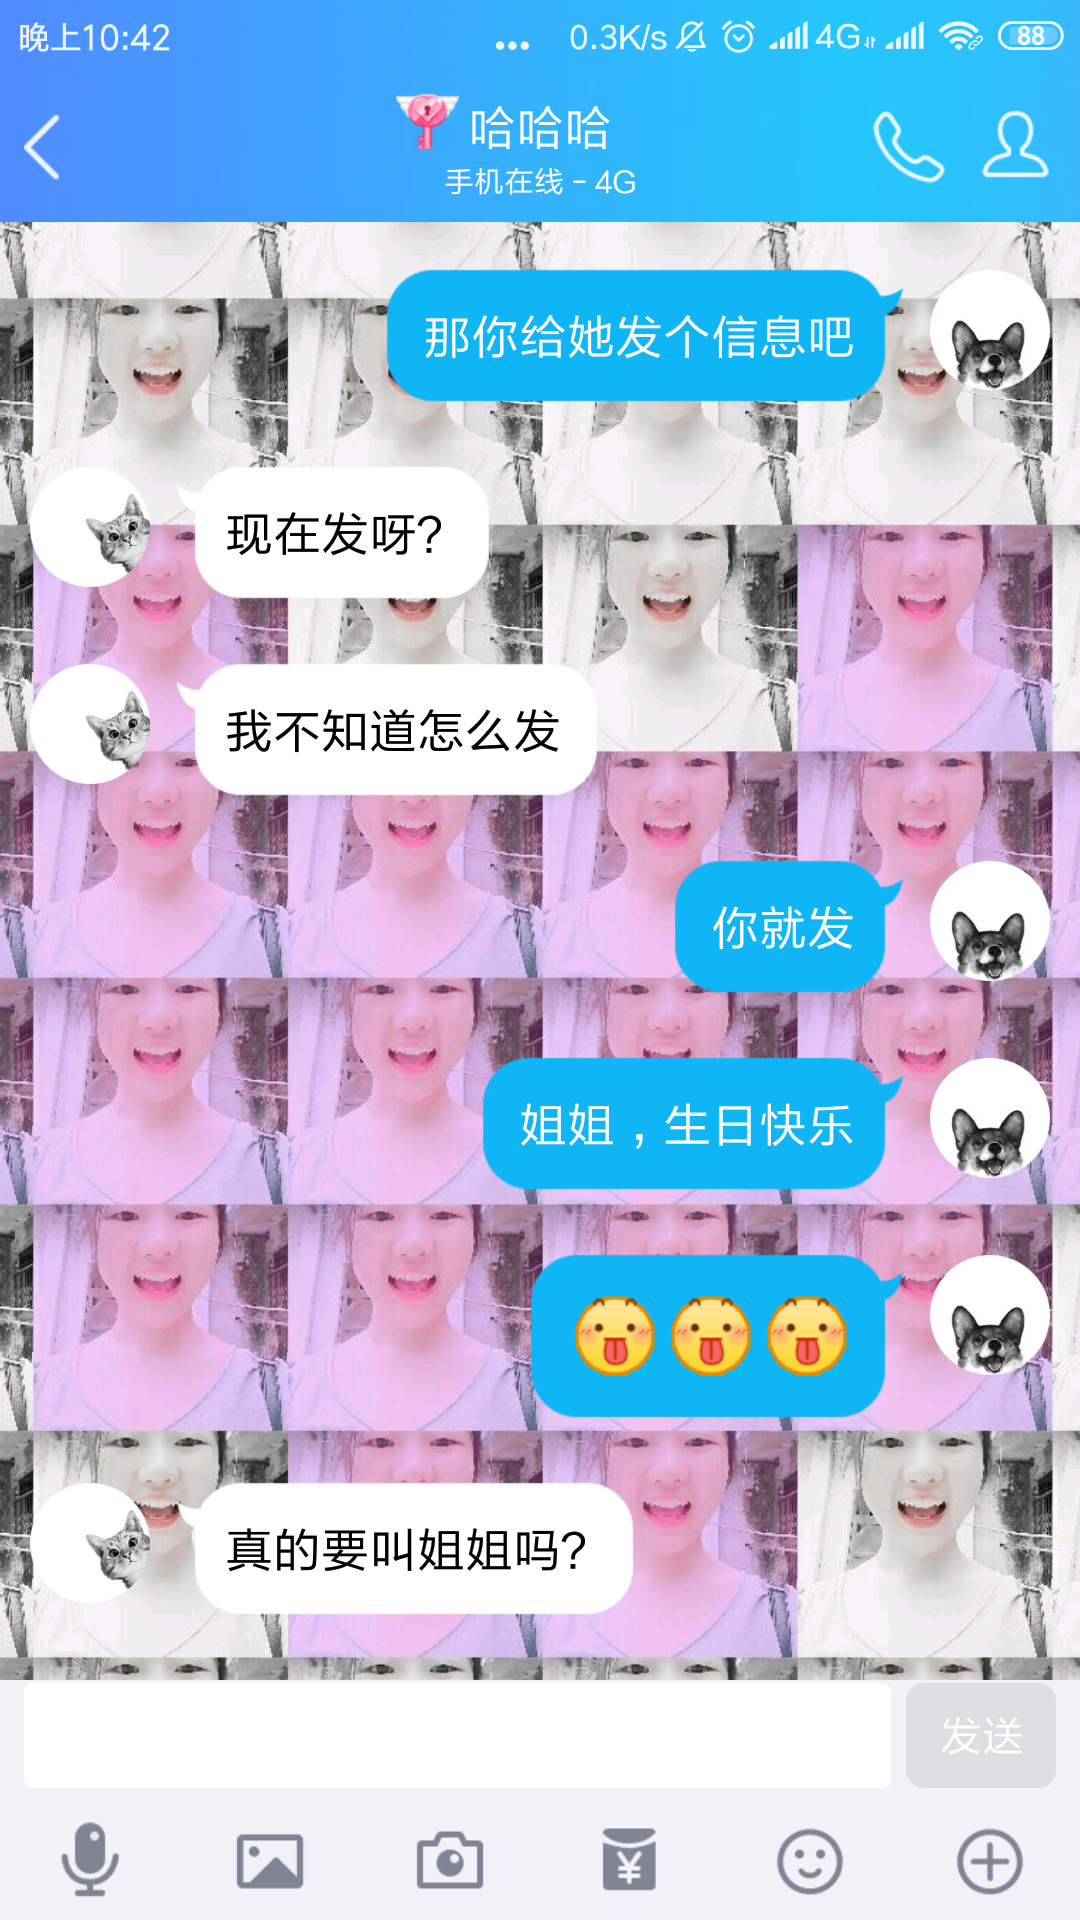 晚上10:42
... 0.3K/s 4G 88
哈哈哈
手机在线 - 4G
那你给她发个信息吧
现在发呀?
我不知道怎么发
你就发
姐姐，生日快乐
真的要叫姐姐吗?
发送
¥